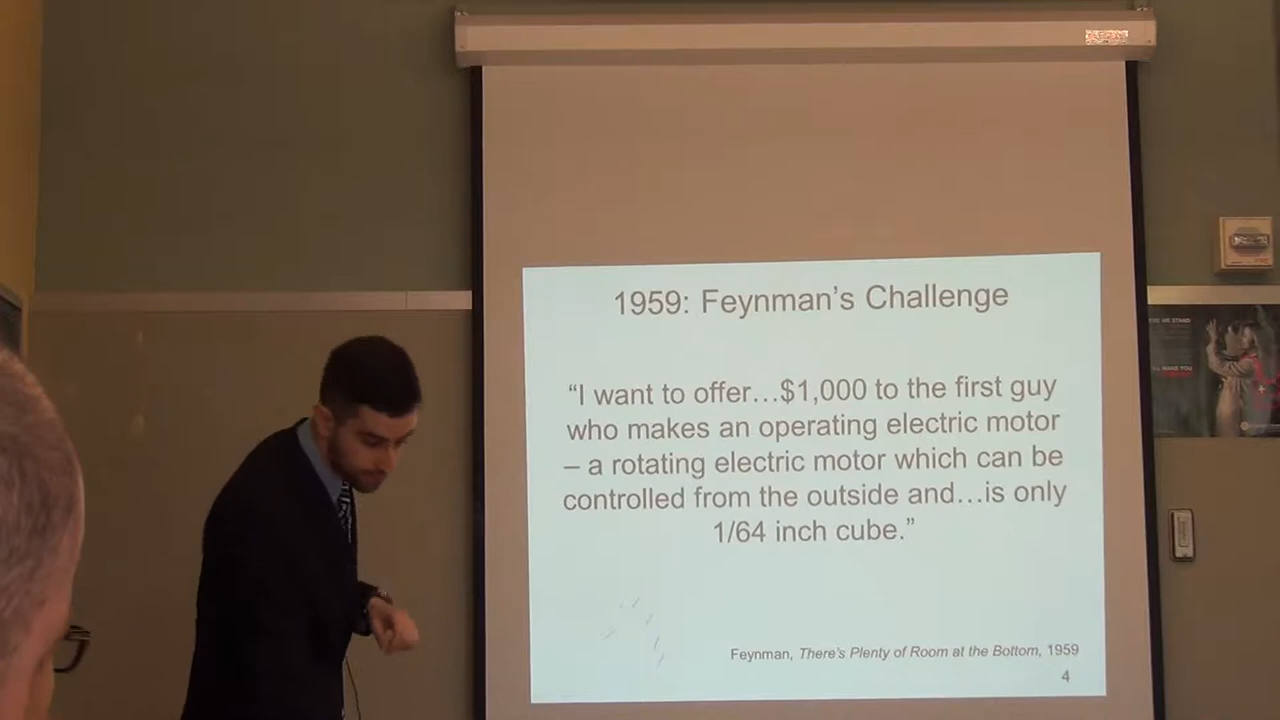 1959: Feynman's Challenge
“I want to offer…$1,000 to the first guy
who makes an operating electric motor
– a rotating electric motor which can be
controlled from the outside and…is only
1/64 inch cube.”
Feynman, There's Plenty of Room at the Bottom, 1959
4